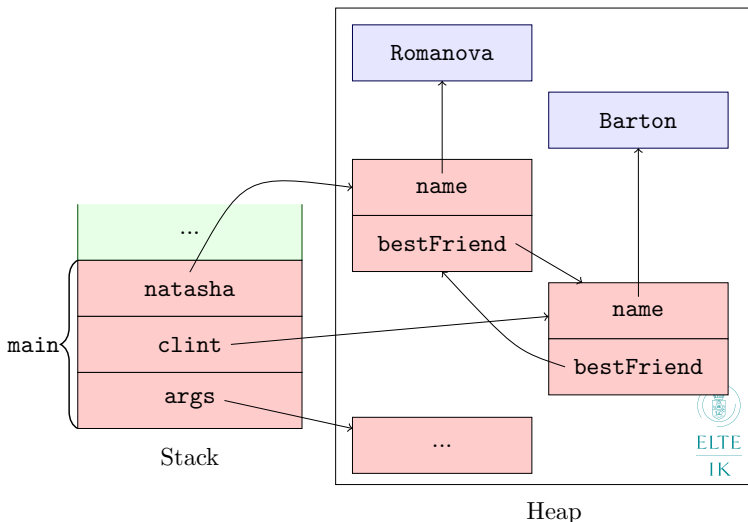 Romanova
Barton
name
bestFriend
name
bestFriend
...
natasha
clint
args
main
...
Stack
Heap
ELTE
IK